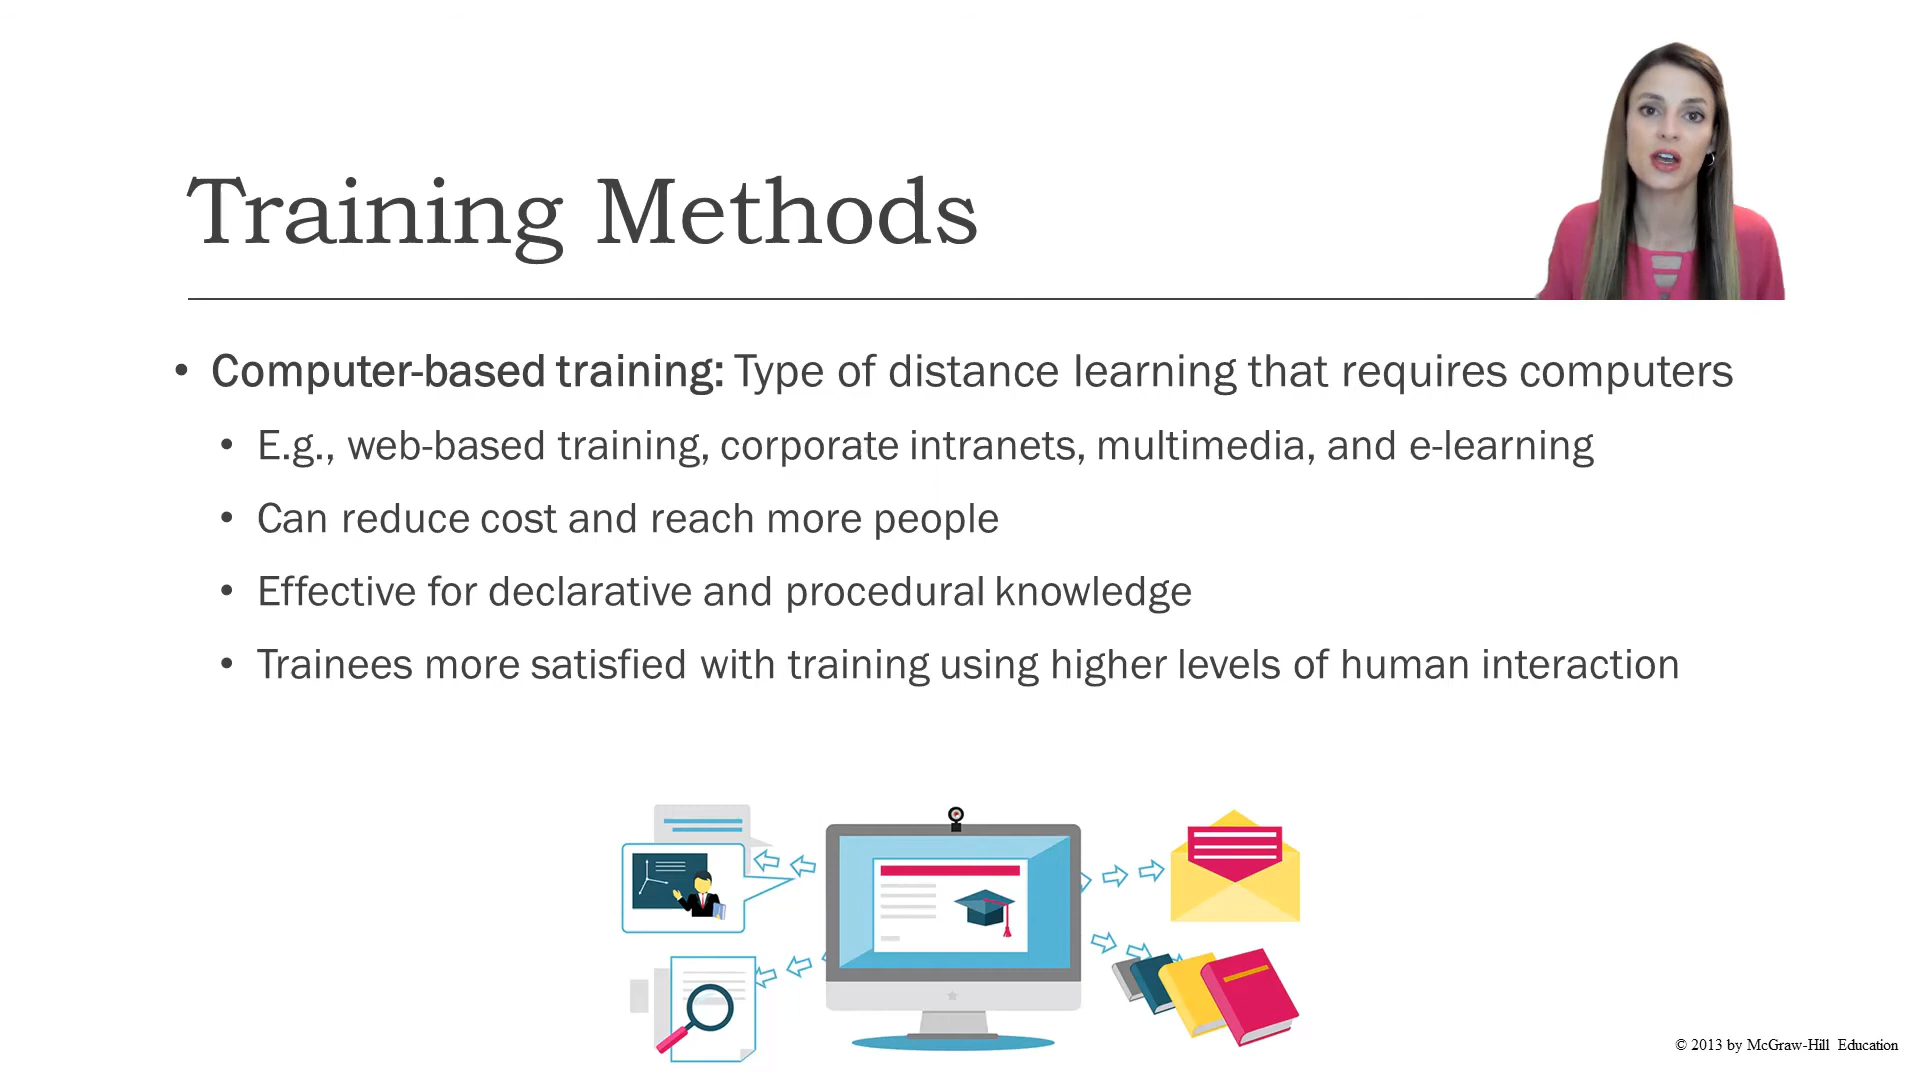 Training Methods
• Computer-based training: Type of distance learning that requires computers
• E.g., web-based training, corporate intranets, multimedia, and e-learning
• Can reduce cost and reach more people
• Effective for declarative and procedural knowledge
• Trainees more satisfied with training using higher levels of human interaction
© 2013 by McGraw-Hill Education